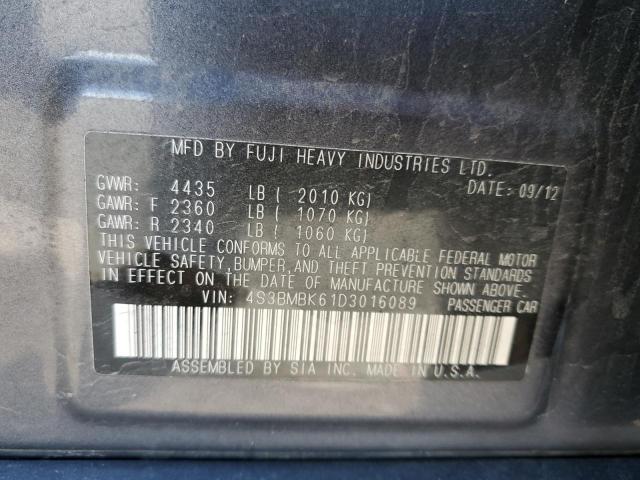 MFD BY FUJI HEAVY INDUSTRIES LTD.
GVWR: 4435 LB ( 2010 KG) DATE: 09/12
GAWR: F 2360 LB ( 1070 KG)
GAWR: R 2340 LB ( 1060 KG)
THIS VEHICLE CONFORMS TO ALL APPLICABLE FEDERAL MOTOR
VEHICLE SAFETY, BUMPER, AND THEFT PREVENTION STANDARDS
IN EFFECT ON THE DATE OF MANUFACTURE SHOWN ABOVE.
VIN: 4S3BMBK61D3016089 PASSENGER CAR
ASSEMBLED BY SIA INC. MADE IN U.S.A.